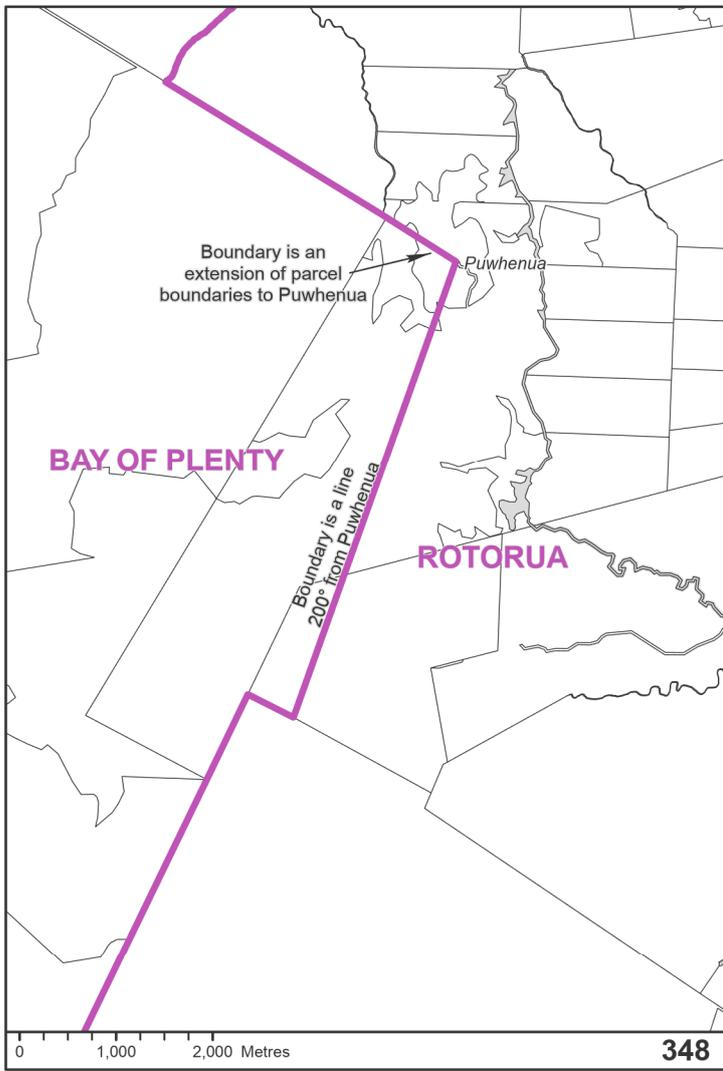 Boundary is an
extension of parcel
boundaries to Puwhenua
Puwhenua
BAY OF PLENTY
Boundary is a line
200° from Puwhenua
ROTORUA
0 1,000 2,000 Metres
348